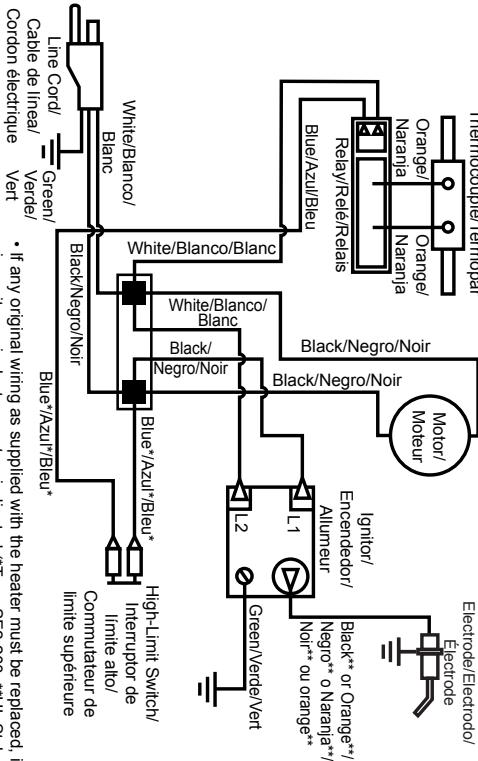 Thermocouple/Termopar
Orange/
Naranja
Orange/
Naranja
Relay/Relé/Relais
Blue/Azul/Bleu
White/Blanco/
Blanc
Line Cord/
Cable de línea/
Cordon électrique
Green/
Verde/
Vert
White/Blanco/Blanc
White/Blanco/
Blanc
Black/
Negro/Noir
Black/Negro/Noir
Black/Negro/Noir
Motor/
Moteur
Black/Negro/Noir
Blue*/Azul*/Bleu*
Blue*/Azul*/Bleu*
Ignitor/
Encendedor/
Allumeur
L1
L2
Electrode/Electrodo/
Électrode
Black** or Orange**/
Negro** o Naranja**/
Noir** ou orange**
Green/Verde/Vert
High-Limit Switch/
Interruptor de
límite alto/
Commutateur de
limite supérieure
• If any original wiring as supplied with the heater must be replaced, i